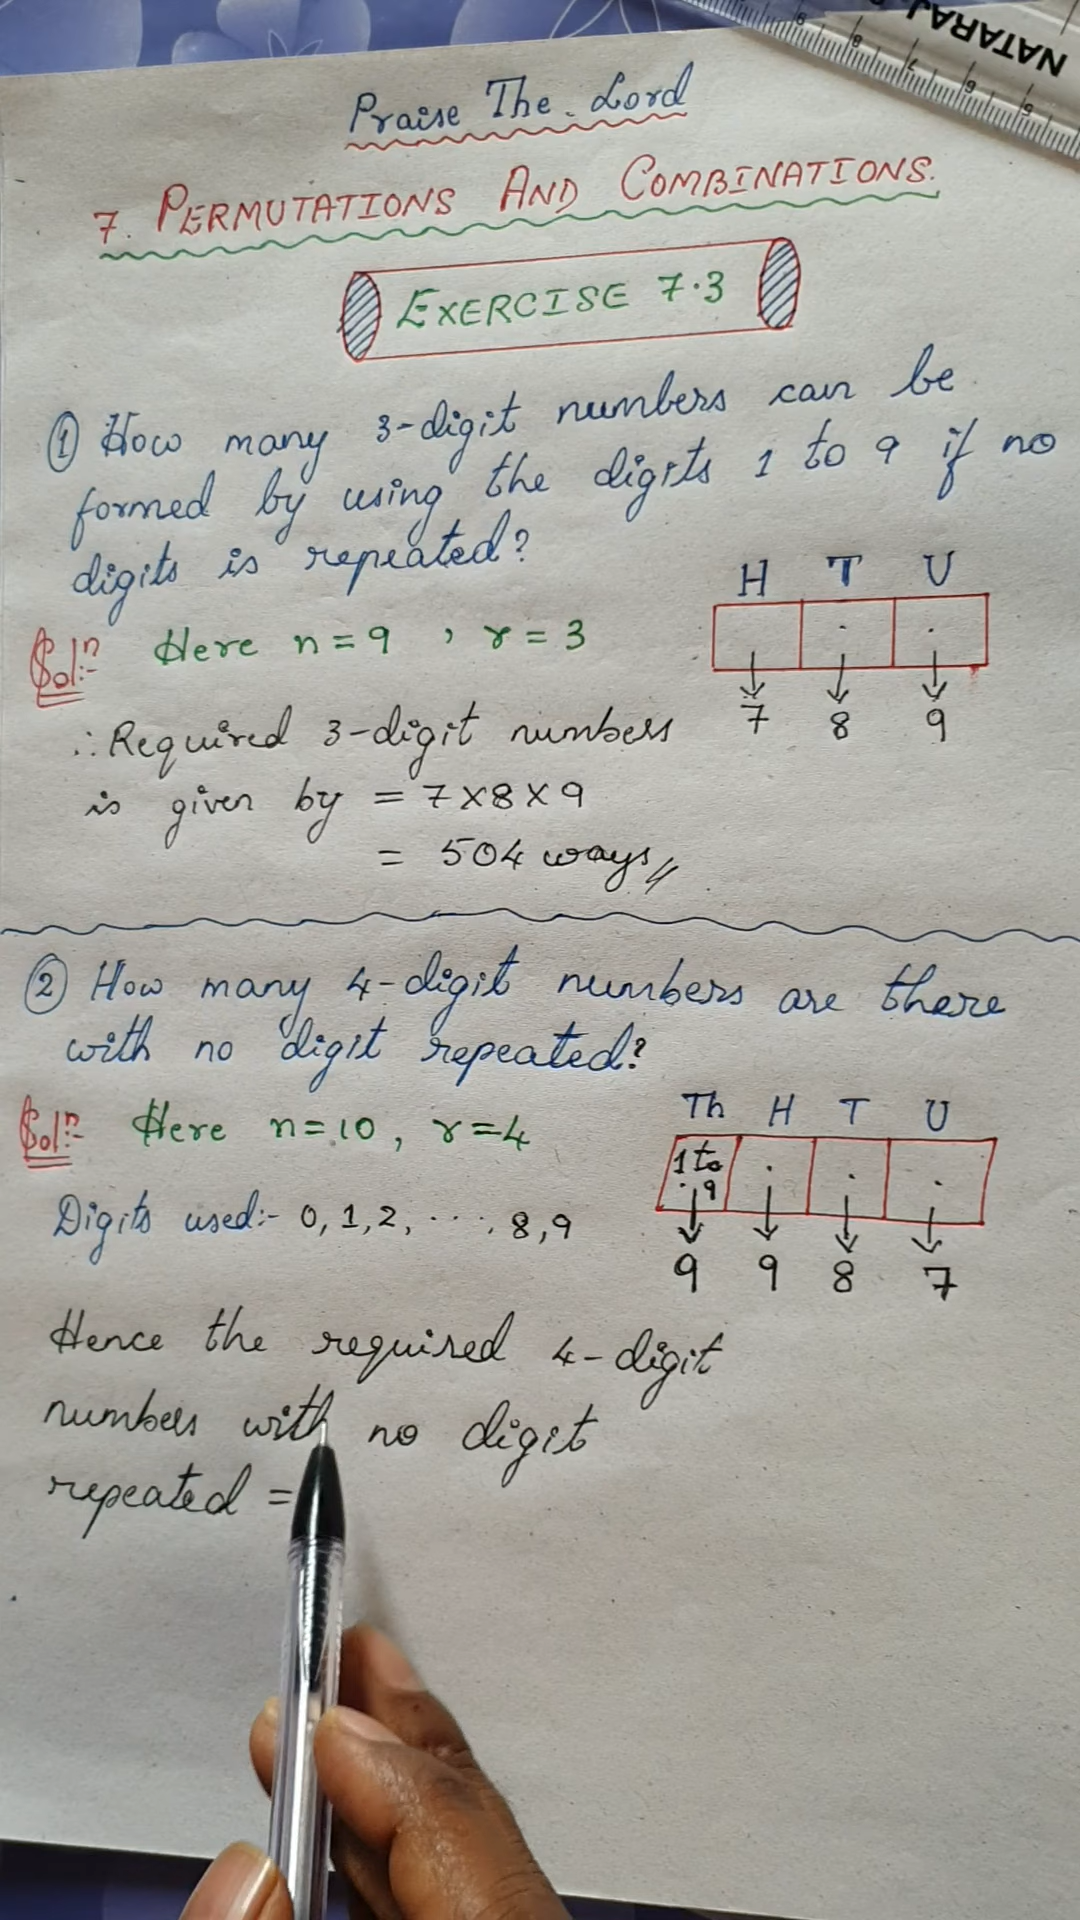 NATARAJ
Praise The Lord
7. PERMUTATIONS AND COMBINATIONS.
EXERCISE 7.3
① How many 3-digit numbers can be
formed by using the digits 1 to 9 if no
digits is repeated?
H T U
Solⁿ:- Here n = 9 , r = 3
7 8 9
∴ Required 3-digit numbers
is given by = 7 X 8 X 9
= 504 ways //
② How many 4-digit numbers are there
with no digit repeated?
Th H T U
Solⁿ:- Here n = 10, r = 4
1 to
9
Digits used:- 0, 1, 2, ...., 8, 9
9 9 8 7
Hence the required 4-digit
numbers with no digit
repeated =